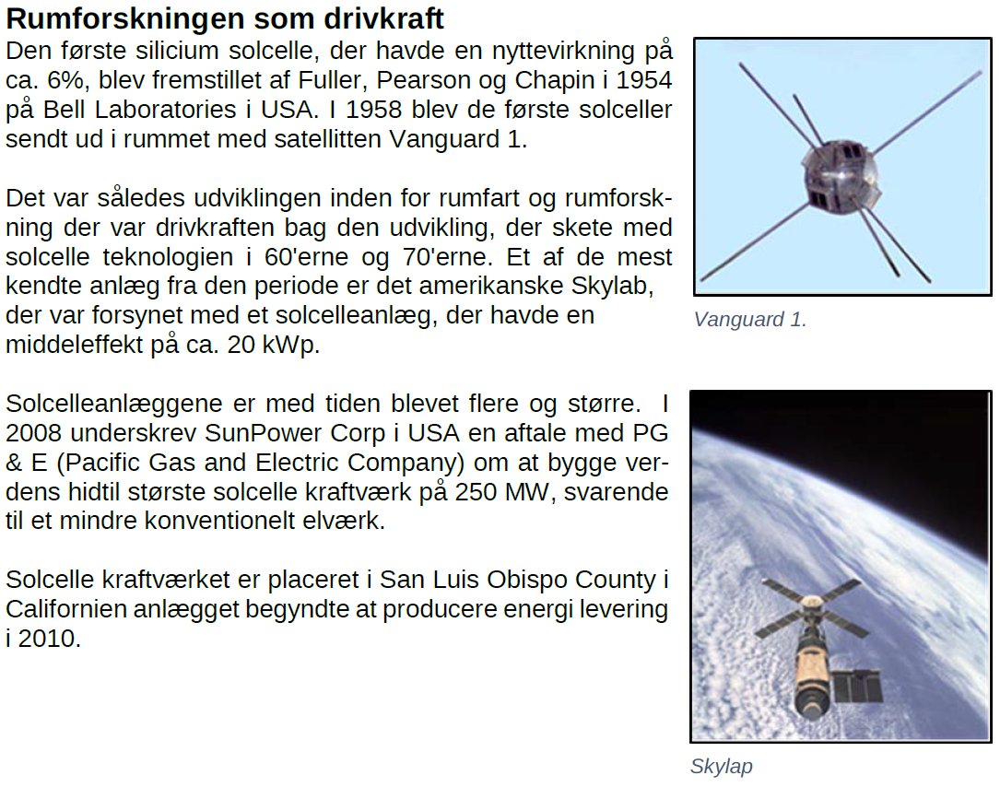 Rumforskningen som drivkraft
Den første silicium solcelle, der havde en nyttevirkning på
ca. 6%, blev fremstillet af Fuller, Pearson og Chapin i 1954
på Bell Laboratories i USA. I 1958 blev de første solceller
sendt ud i rummet med satellitten Vanguard 1.
Det var således udviklingen inden for rumfart og rumforsk-
ning der var drivkraften bag den udvikling, der skete med
solcelle teknologien i 60'erne og 70'erne. Et af de mest
kendte anlæg fra den periode er det amerikanske Skylab,
der var forsynet med et solcelleanlæg, der havde en
middeleffekt på ca. 20 kWp.
Vanguard 1.
Solcelleanlæggene er med tiden blevet flere og større. I
2008 underskrev SunPower Corp i USA en aftale med PG
& E (Pacific Gas and Electric Company) om at bygge ver-
dens hidtil største solcelle kraftværk på 250 MW, svarende
til et mindre konventionelt elværk.
Solcelle kraftværket er placeret i San Luis Obispo County i
Californien anlægget begyndte at producere energi levering
i 2010.
Skylap